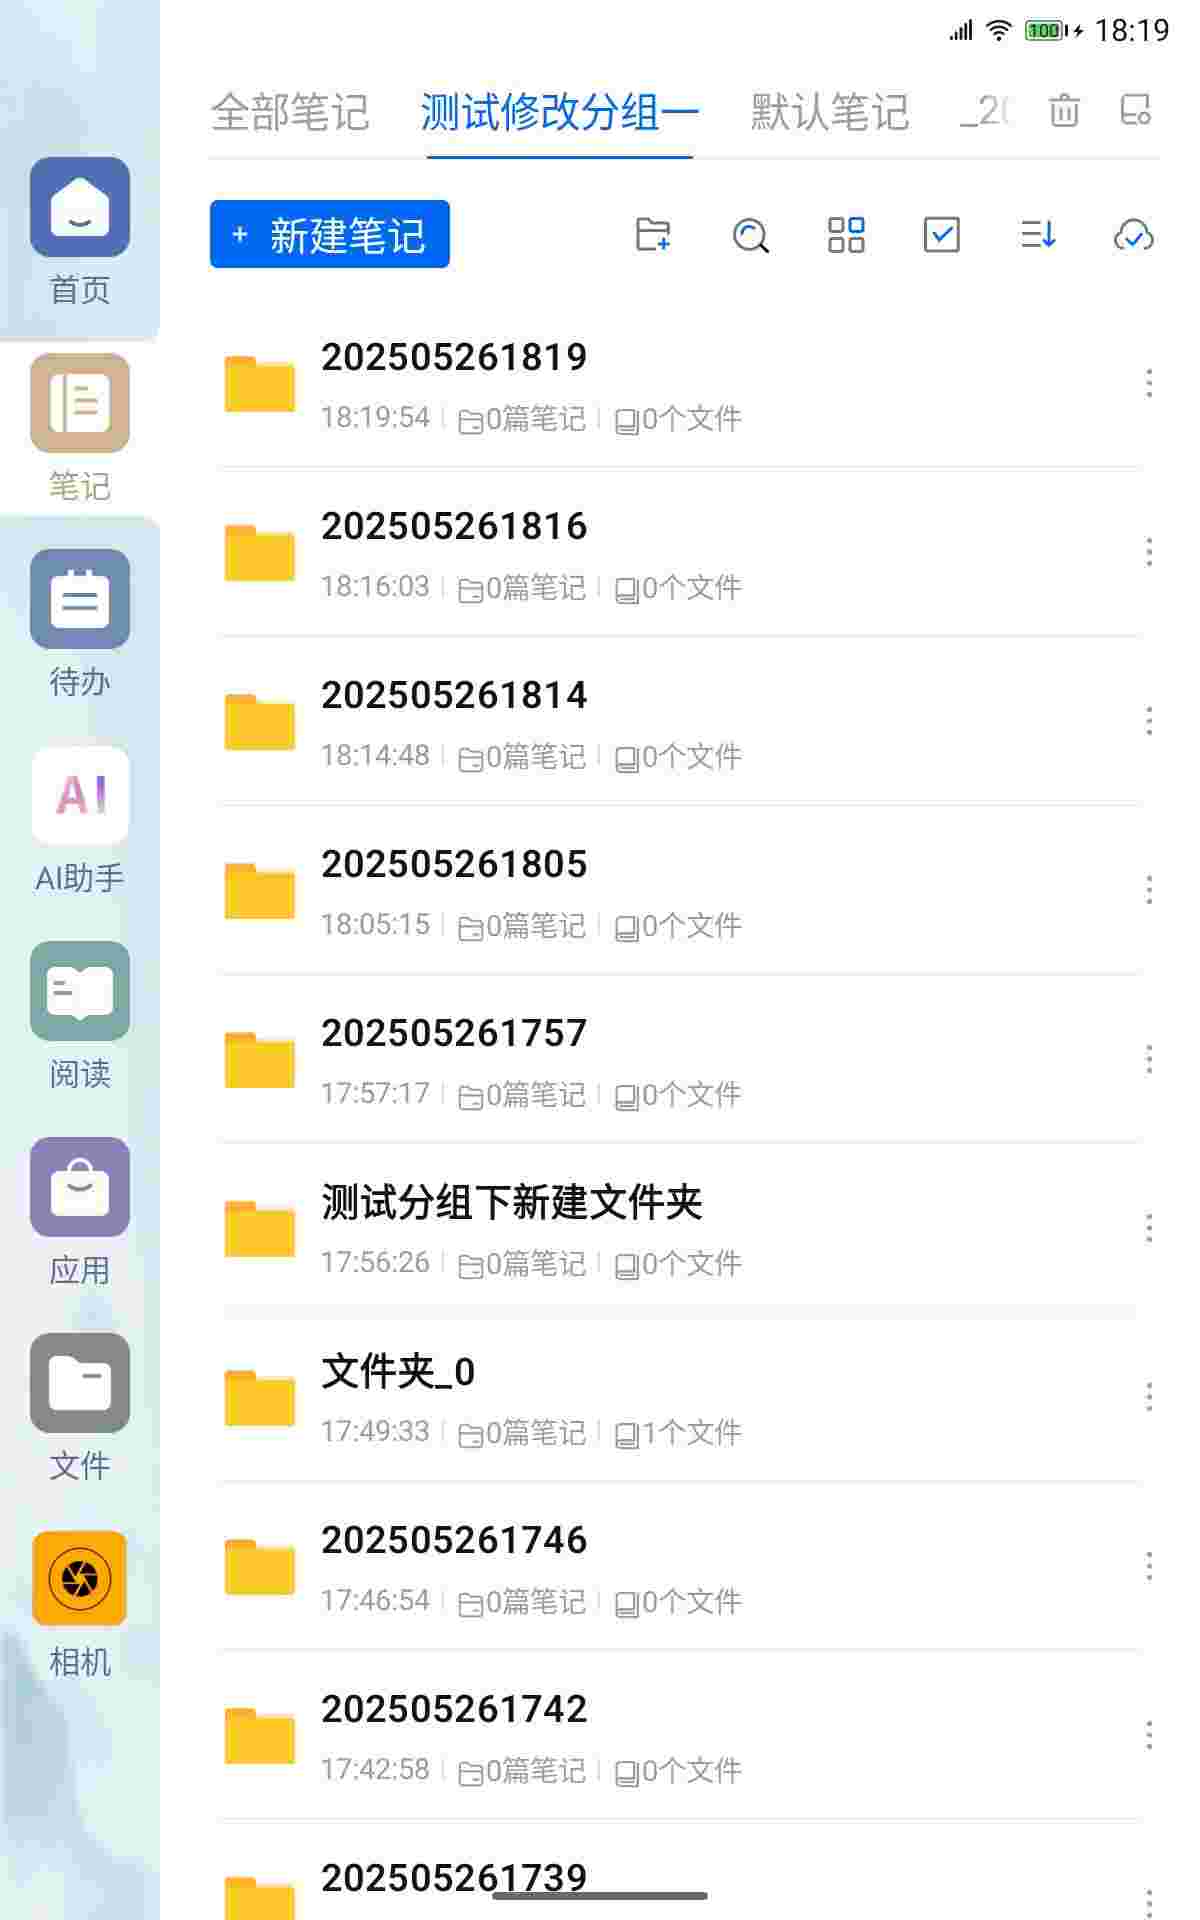 100 18:19
全部笔记 测试修改分组一 默认笔记 _20
+ 新建笔记
首页
笔记
待办
AI
AI助手
阅读
应用
文件
相机
202505261819
18:19:54 0篇笔记 0个文件
202505261816
18:16:03 0篇笔记 0个文件
202505261814
18:14:48 0篇笔记 0个文件
202505261805
18:05:15 0篇笔记 0个文件
202505261757
17:57:17 0篇笔记 0个文件
测试分组下新建文件夹
17:56:26 0篇笔记 0个文件
文件夹_0
17:49:33 0篇笔记 1个文件
202505261746
17:46:54 0篇笔记 0个文件
202505261742
17:42:58 0篇笔记 0个文件
202505261739